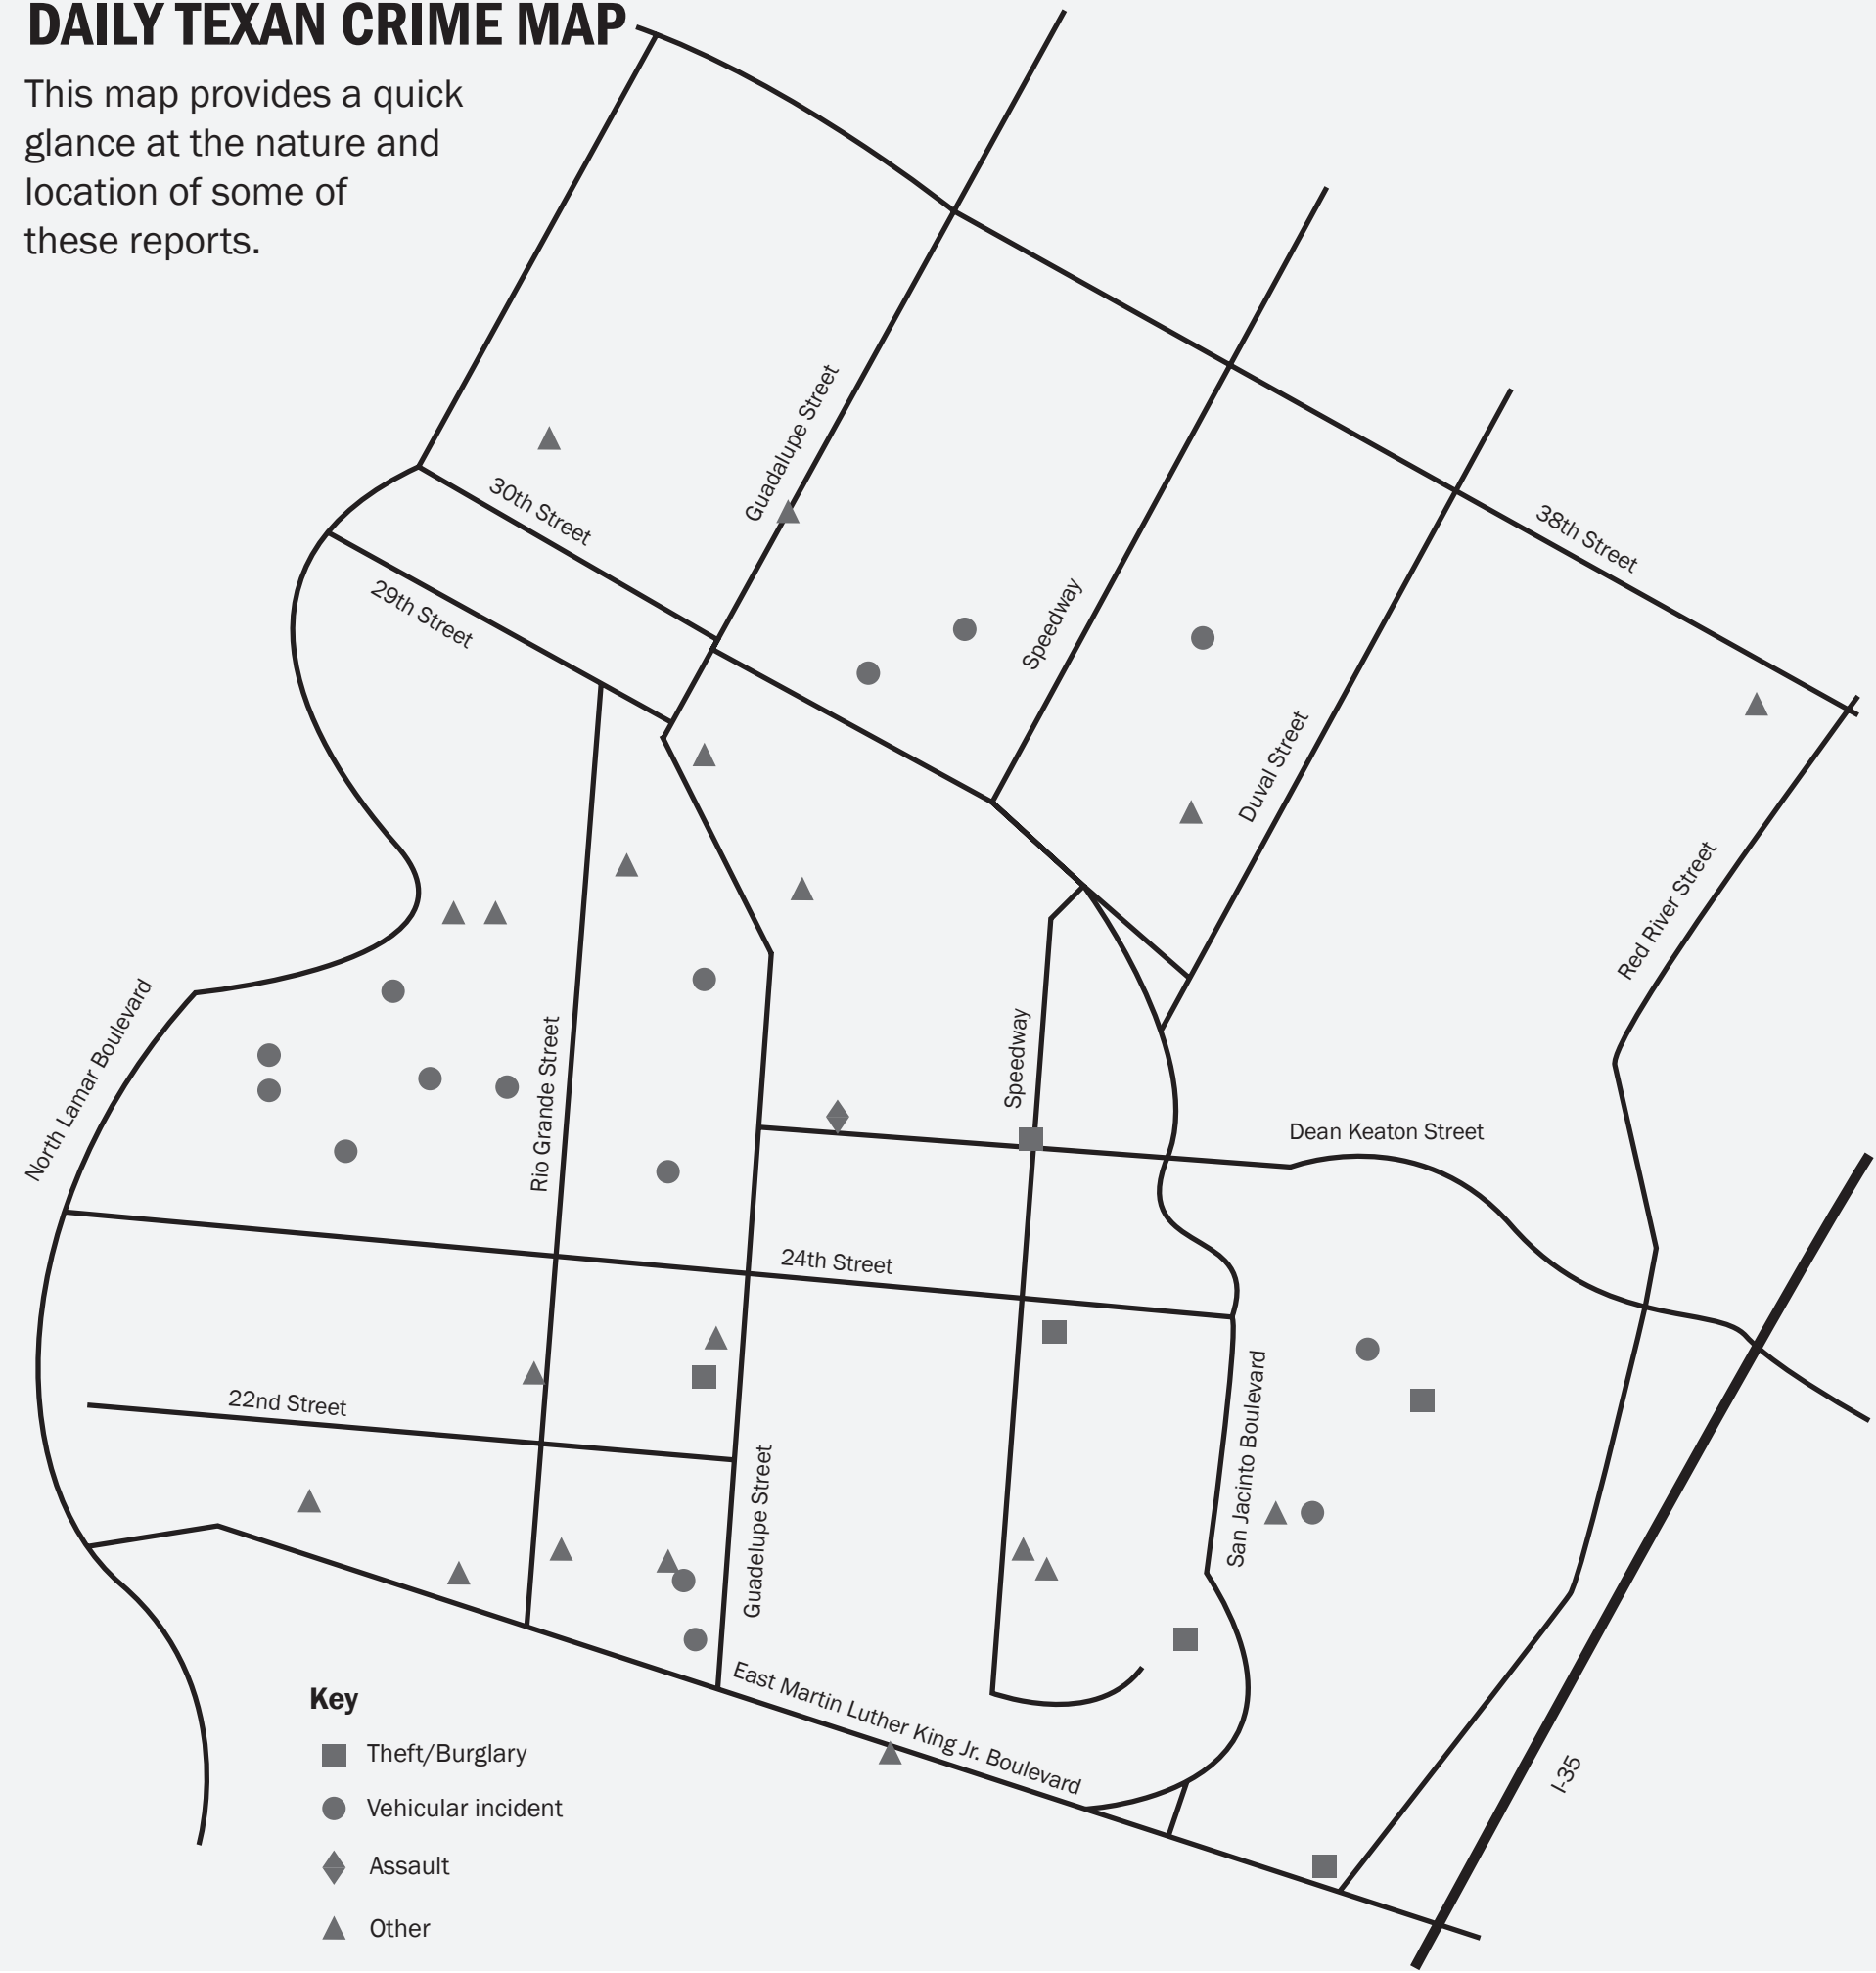 DAILY TEXAN CRIME MAP
This map provides a quick
glance at the nature and
location of some of
these reports.
Guadalupe Street
30th Street
38th Street
29th Street
Speedway
Duval Street
Red River Street
North Lamar Boulevard
Rio Grande Street
Speedway
Dean Keaton Street
24th Street
22nd Street
San Jacinto Boulevard
Guadelupe Street
East Martin Luther King Jr. Boulevard
I-35
Key
Theft/Burglary
Vehicular incident
Assault
Other